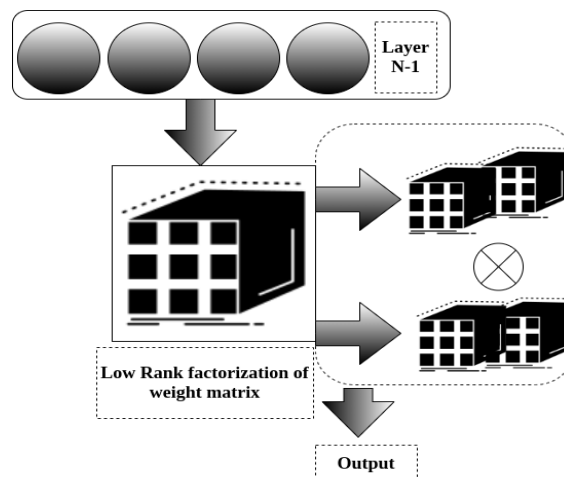 Layer
N-1
Low Rank factorization of
weight matrix
Output